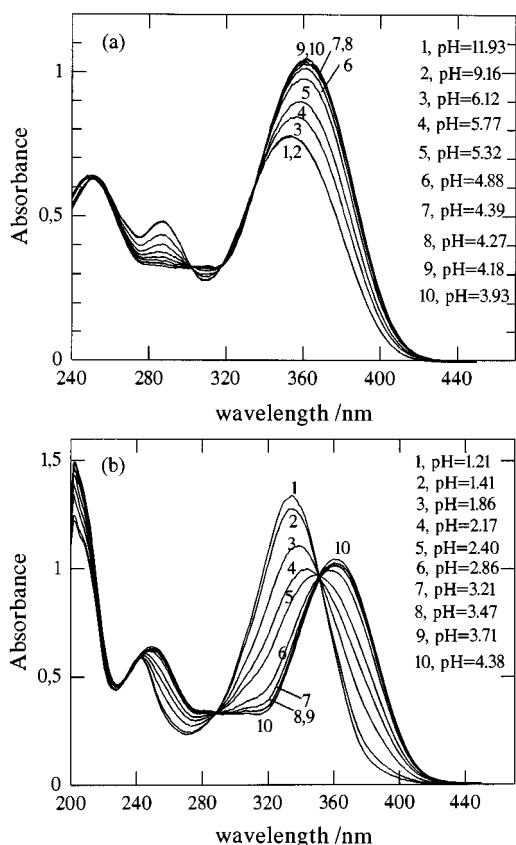 (a)
9,10
7,8
6
5
4
3
1,2
1, pH=11.93
2, pH=9.16
3, pH=6.12
4, pH=5.77
5, pH=5.32
6, pH=4.88
7, pH=4.39
8, pH=4.27
9, pH=4.18
10, pH=3.93
Absorbance
1
0,5
0
240 280 320 360 400 440
wavelength /nm
(b)
1
2
3
4
5
6
7
8,9
10
10
1, pH=1.21
2, pH=1.41
3, pH=1.86
4, pH=2.17
5, pH=2.40
6, pH=2.86
7, pH=3.21
8, pH=3.47
9, pH=3.71
10, pH=4.38
Absorbance
1,5
1
0,5
0
200 240 280 320 360 400 440
wavelength /nm